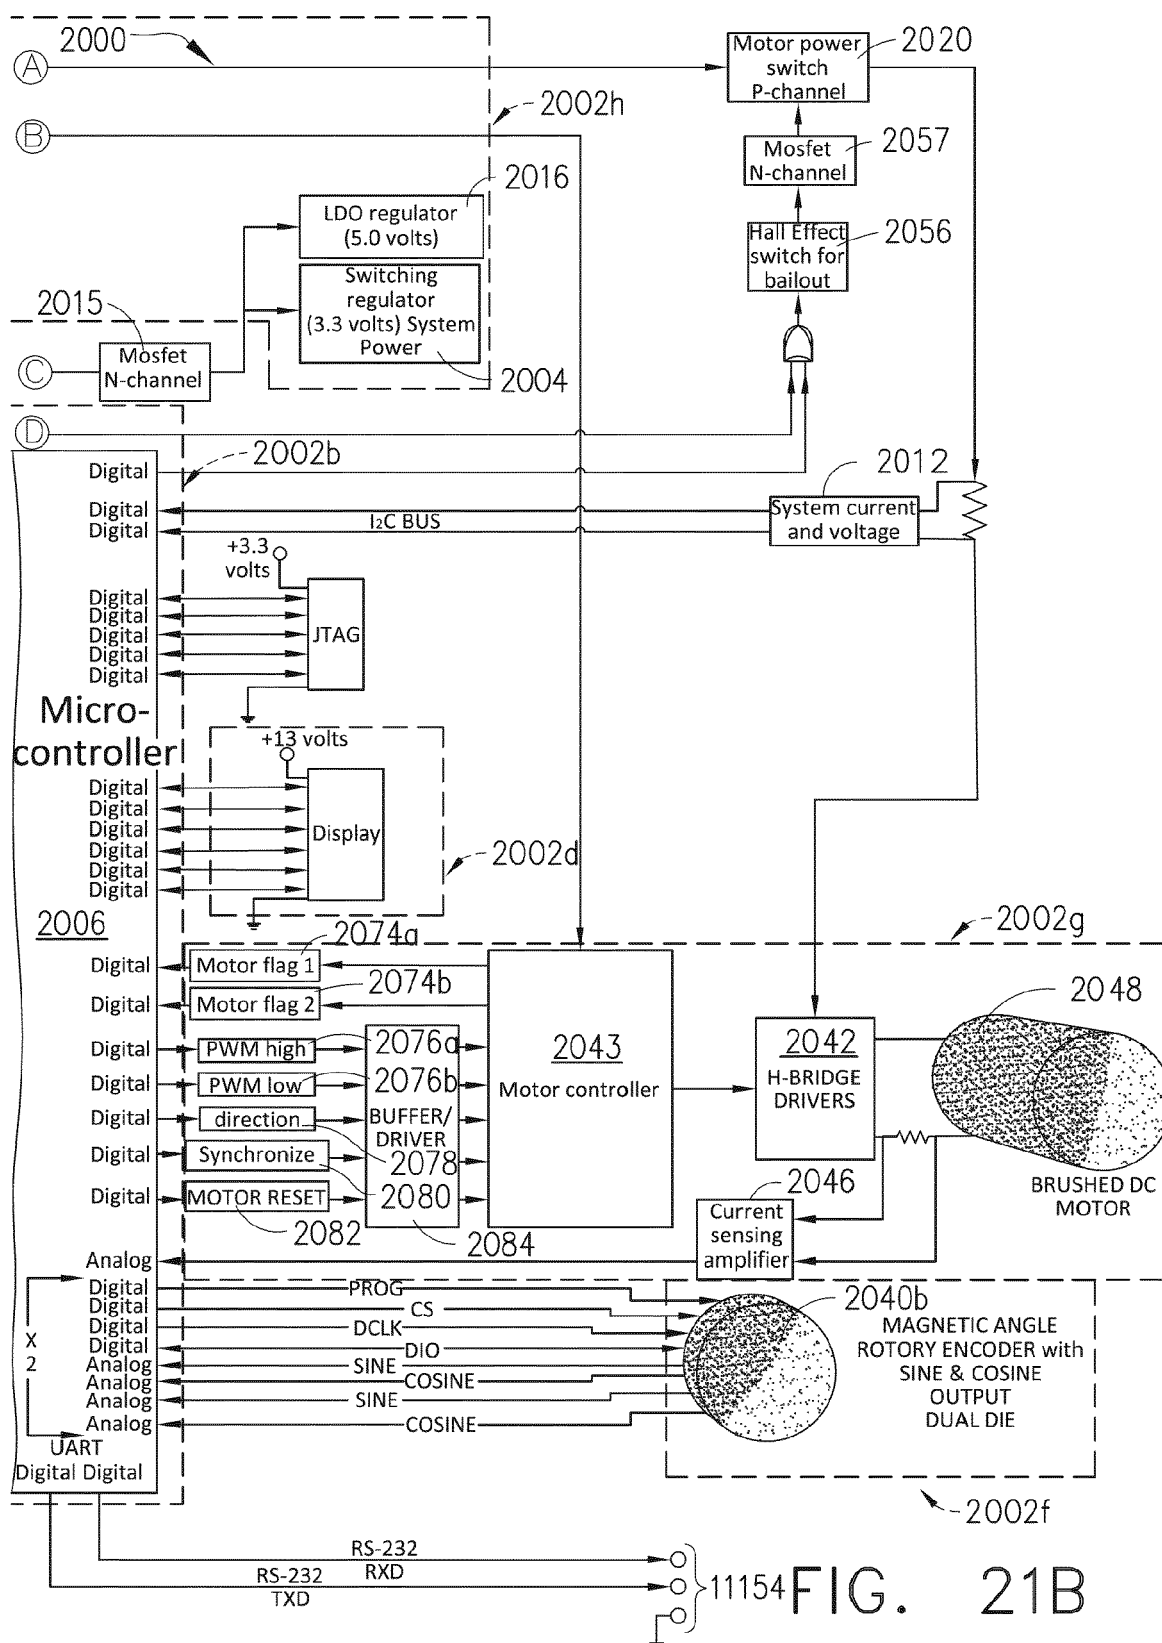 2000
A
Motor power
switch
P-channel
2020
2002h
B
Mosfet
N-channel
2057
2016
LDO regulator
(5.0 volts)
Hall Effect
switch for
bailout
2056
Switching
regulator
(3.3 volts) System
Power
2015
C
Mosfet
N-channel
2004
D
2002b
Digital
2012
Digital
Digital
I2C BUS
System current
and voltage
+3.3
volts
Digital
Digital
Digital
Digital
Digital
JTAG
Micro-
controller
+13 volts
Digital
Digital
Digital
Digital
Digital
Digital
Display
2002d
2006
2002g
2074a
Digital
Motor flag 1
2074b
Digital
Motor flag 2
2048
Digital
PWM high
2076a
2043
Motor controller
2042
H-BRIDGE
DRIVERS
Digital
PWM low
2076b
Digital
direction
BUFFER/
DRIVER
2078
Digital
Synchronize
2080
2046
BRUSHED DC
MOTOR
Digital
MOTOR RESET
2082
2084
Current
sensing
amplifier
Analog
Digital
PROG
2040b
Digital
CS
Digital
DCLK
MAGNETIC ANGLE
ROTORY ENCODER with
SINE & COSINE
OUTPUT
DUAL DIE
X
2
Digital
DIO
Analog
SINE
Analog
COSINE
Analog
SINE
Analog
COSINE
UART
Digital Digital
2002f
RS-232
RXD
RS-232
TXD
11154
FIG. 21B